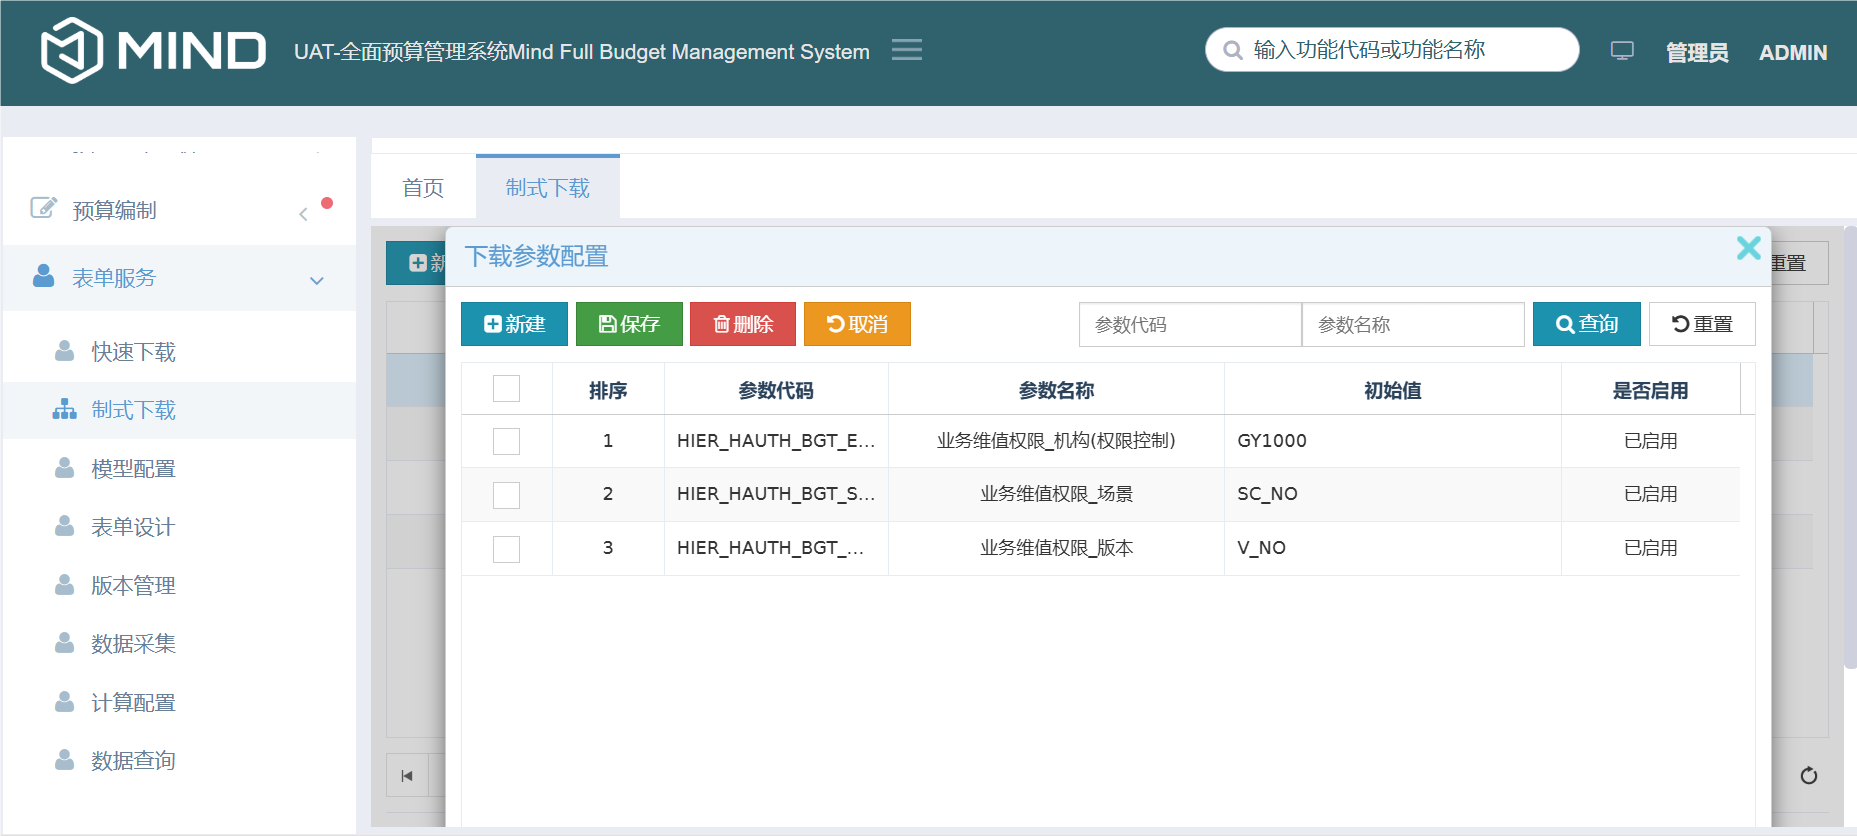 MIND UAT-全面预算管理系统Mind Full Budget Management System 输入功能代码或功能名称 管理员 ADMIN
首页 制式下载
预算编制
表单服务
快速下载
制式下载
模型配置
表单设计
版本管理
数据采集
计算配置
数据查询
重置
下载参数配置
新建 保存 删除 取消 参数代码 参数名称 查询 重置
排序 参数代码 参数名称 初始值 是否启用
1 HIER_HAUTH_BGT_E... 业务维值权限_机构(权限控制) GY1000 已启用
2 HIER_HAUTH_BGT_S... 业务维值权限_场景 SC_NO 已启用
3 HIER_HAUTH_BGT_... 业务维值权限_版本 V_NO 已启用